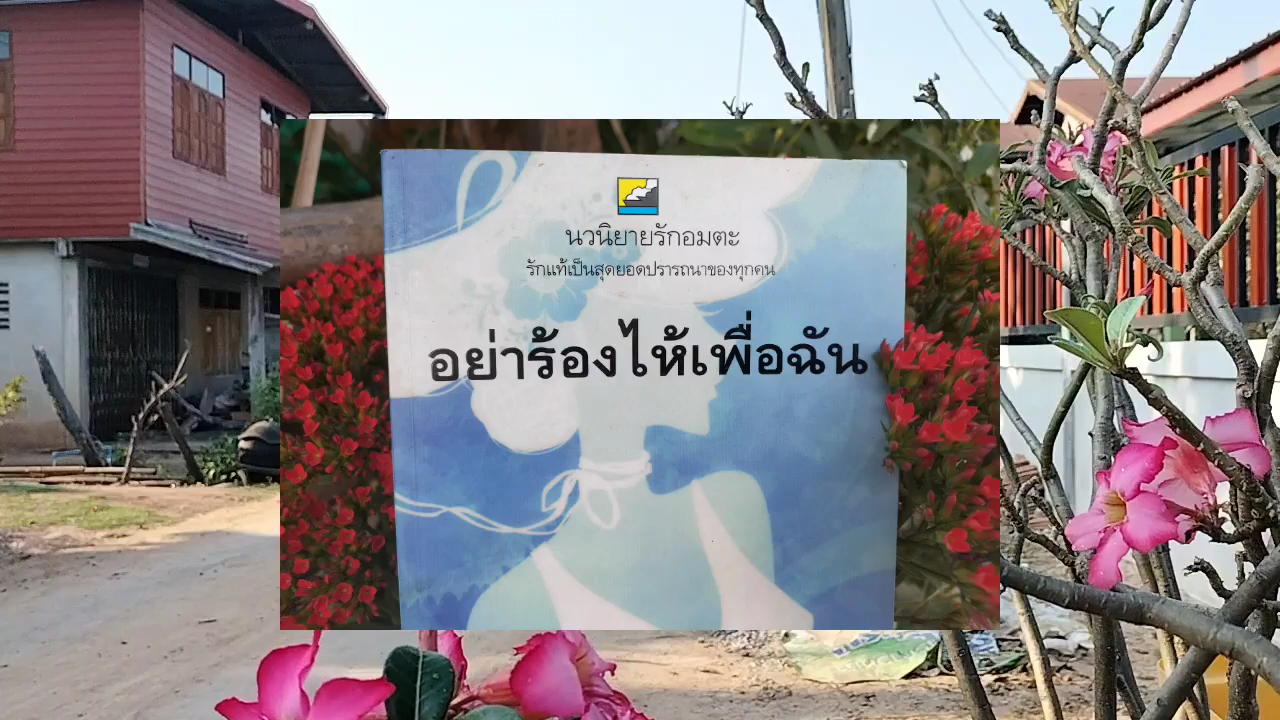 นวนิยายรักอมตะ
รักแท้เป็นสุดยอดปรารถนาของทุกคน
อย่าร้องไห้เพื่อฉัน